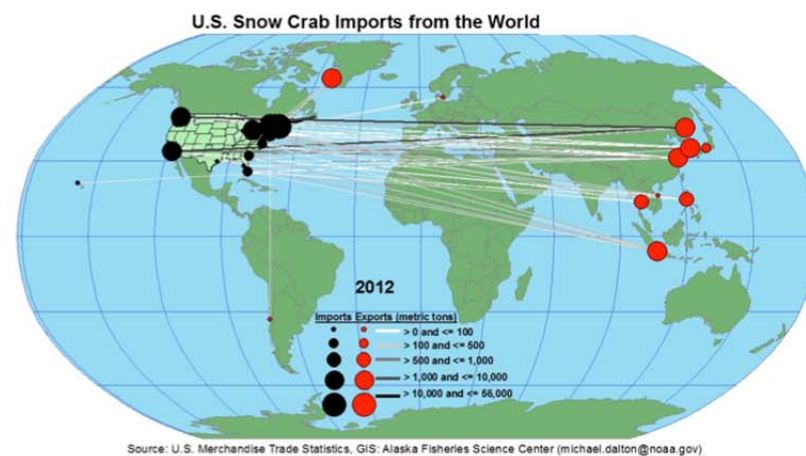 U.S. Snow Crab Imports from the World
2012
Imports Exports (metric tons)
> 0 and <= 100
> 100 and <= 500
> 500 and <= 1,000
> 1,000 and <= 10,000
> 10,000 and <= 56,000
Source: U.S. Merchandise Trade Statistics, GIS: Alaska Fisheries Science Center (michael.dalton@noaa.gov)